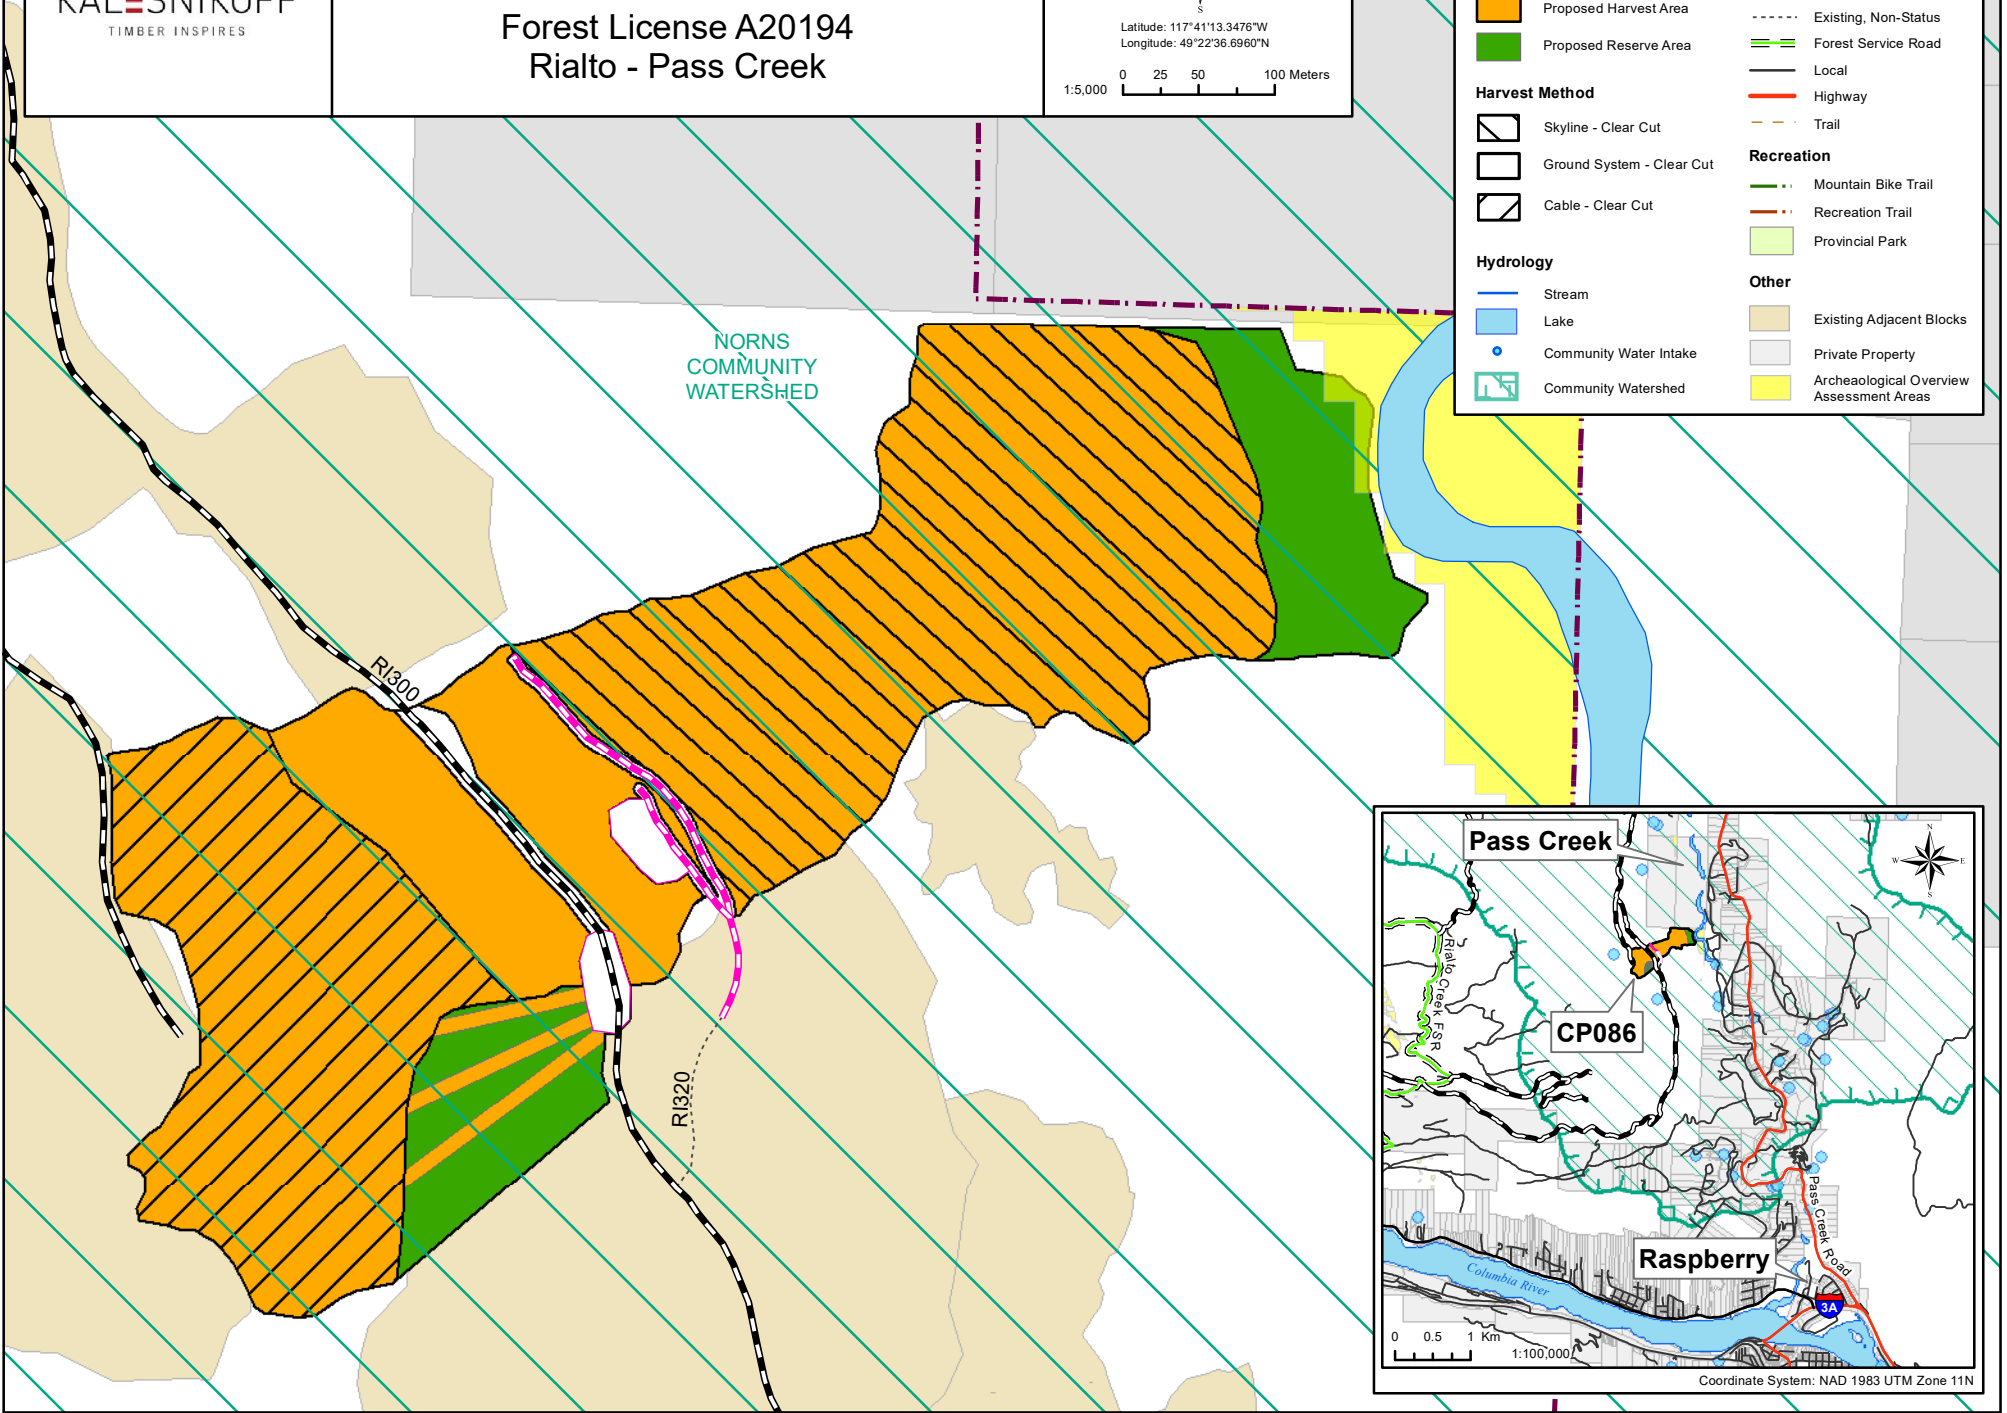 KALESNIKOFF
TIMBER INSPIRES
Forest License A20194
Rialto - Pass Creek
S
Latitude: 117°41'13.3476"W
Longitude: 49°22'36.6960"N
0 25 50 100 Meters
1:5,000
Proposed Harvest Area
Proposed Reserve Area
Harvest Method
Skyline - Clear Cut
Ground System - Clear Cut
Cable - Clear Cut
Hydrology
Stream
Lake
Community Water Intake
Community Watershed
Existing, Non-Status
Forest Service Road
Local
Highway
Trail
Recreation
Mountain Bike Trail
Recreation Trail
Provincial Park
Other
Existing Adjacent Blocks
Private Property
Archeaological Overview
Assessment Areas
NORNS
COMMUNITY
WATERSHED
RI300
RI320
Pass Creek
N
W E
S
Rialto Creek FSR
CP086
Pass Creek Road
Raspberry
Columbia River
3A
0 0.5 1 Km
1:100,000
Coordinate System: NAD 1983 UTM Zone 11N